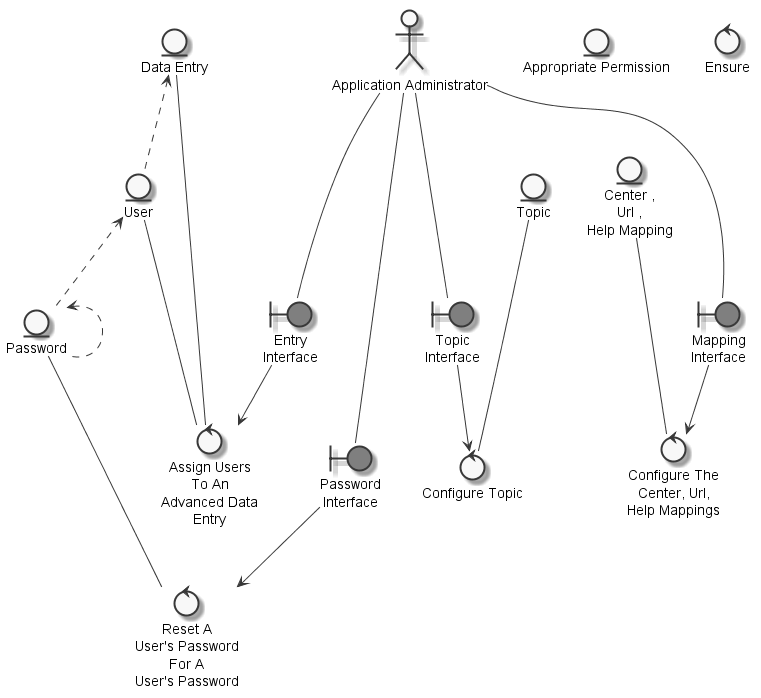 Data Entry
Application Administrator
Appropriate Permission
Ensure
User
Topic
Center ,
Url ,
Help Mapping
Password
Entry
Interface
Topic
Interface
Mapping
Interface
Assign Users
To An
Advanced Data
Entry
Password
Interface
Configure Topic
Configure The
Center, Url,
Help Mappings
Reset A
User's Password
For A
User's Password